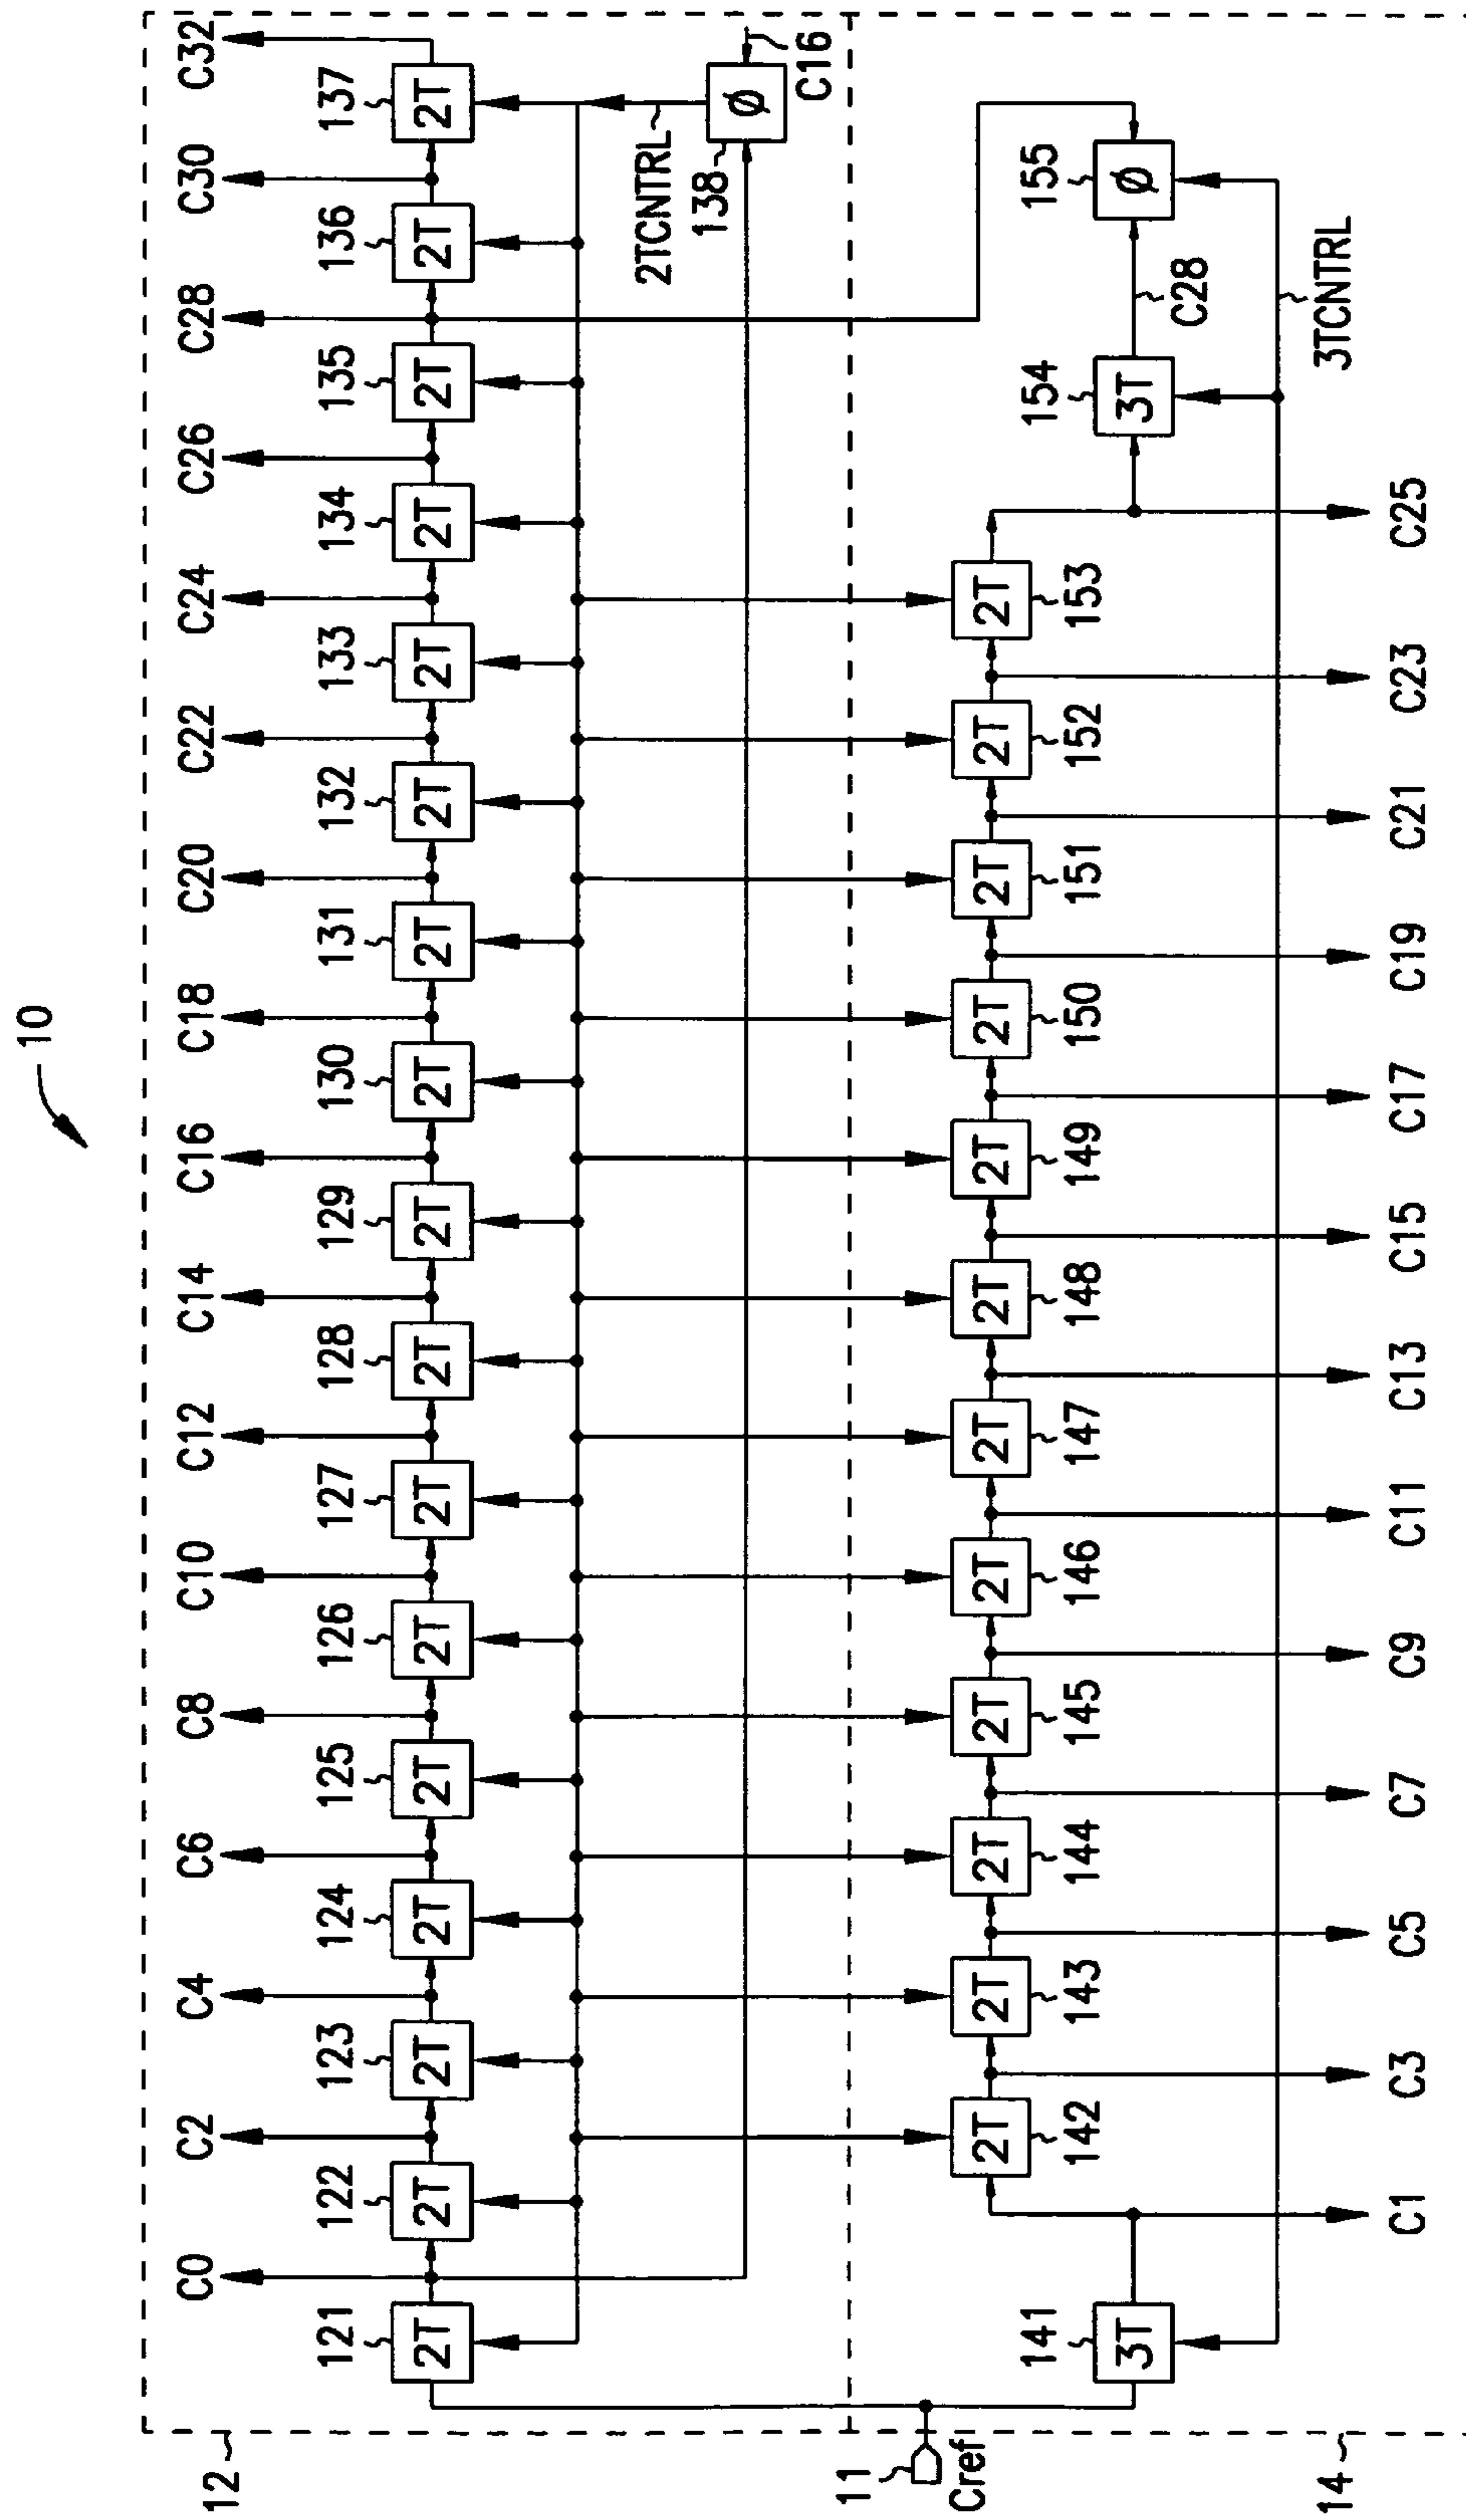 10
12
C0 C2 C4 C6 C8 C10 C12 C14 C16 C18 C20 C22 C24 C26 C28 C30 C32
121 122 123 124 125 126 127 128 129 130 131 132 133 134 135 136 137
2T 2T 2T 2T 2T 2T 2T 2T 2T 2T 2T 2T 2T 2T 2T 2T 2T
2TCNTRL
138
Ø
C16
11
Cref
2T 2T 2T 2T 2T 2T 2T 2T 2T 2T 2T 2T
142 143 144 145 146 147 148 149 150 151 152 153
141 154 155
3T 3T Ø
C28
3TCNTRL
14
C1 C3 C5 C7 C9 C11 C13 C15 C17 C19 C21 C23 C25